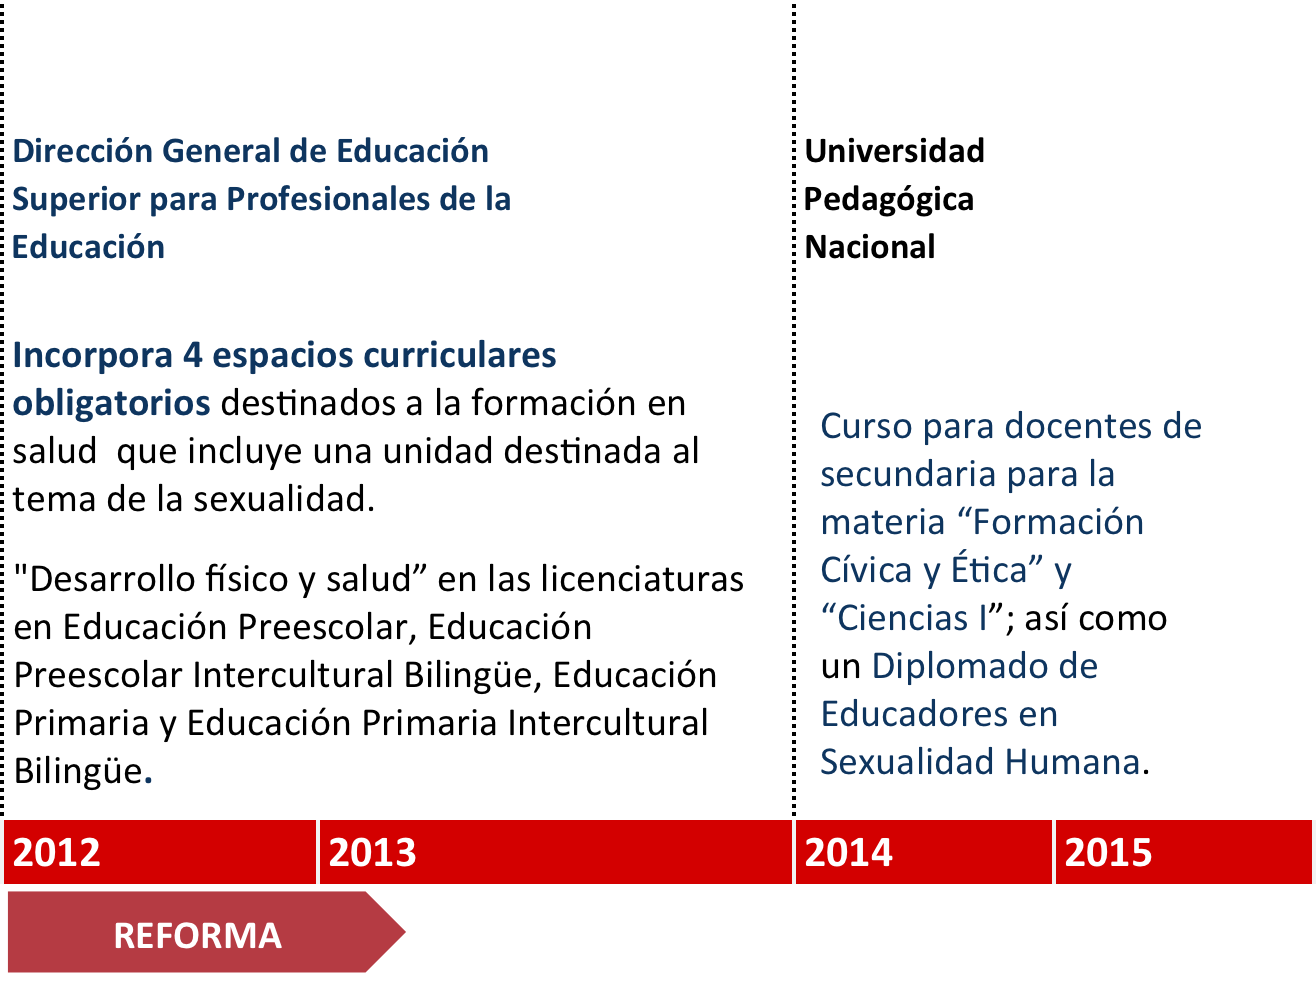 Dirección General de Educación
Superior para Profesionales de la
Educación
Incorpora 4 espacios curriculares
obligatorios destinados a la formación en
salud  que incluye una unidad destinada al
tema de la sexualidad.
"Desarrollo físico y salud” en las licenciaturas
en Educación Preescolar, Educación
Preescolar Intercultural Bilingüe, Educación
Primaria y Educación Primaria Intercultural
Bilingüe.
Universidad
Pedagógica
Nacional
Curso para docentes de
secundaria para la
materia “Formación
Cívica y Ética” y
“Ciencias I”; así como
un Diplomado de
Educadores en
Sexualidad Humana.
2012
2013
2014
2015
REFORMA